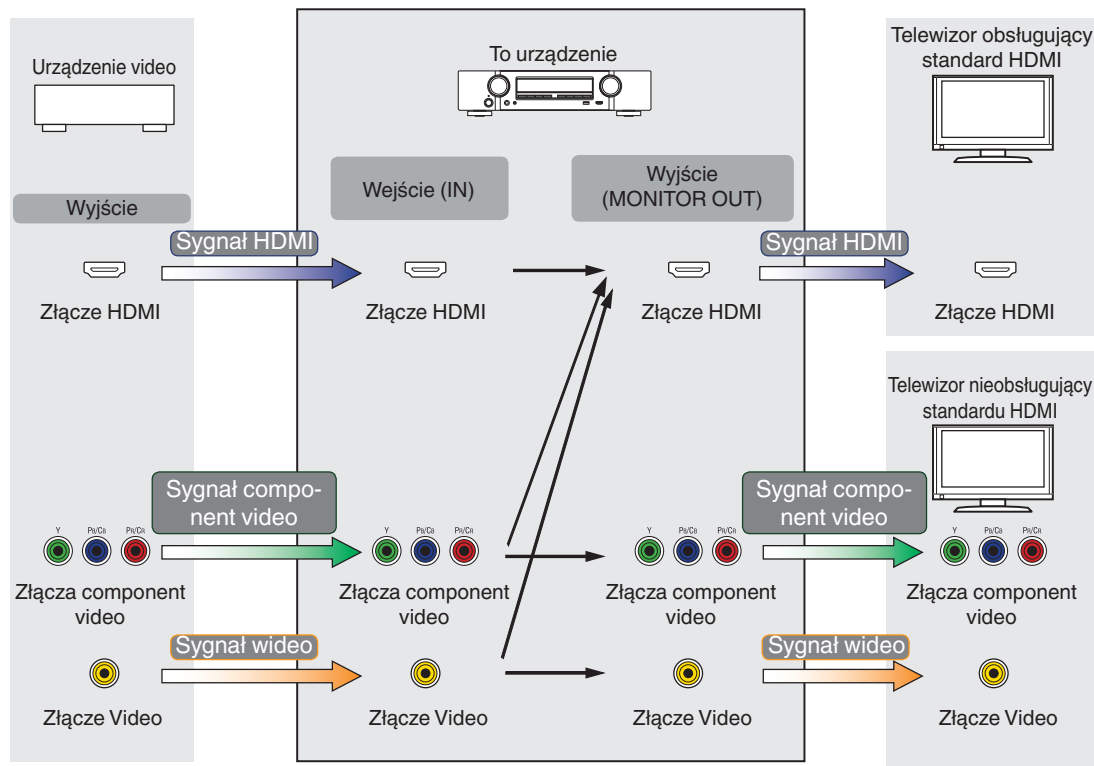 Urządzenie video
To urządzenie
Telewizor obsługujący
standard HDMI
Wyjście
Wejście (IN)
Wyjście
(MONITOR OUT)
Sygnał HDMI
Sygnał HDMI
Złącze HDMI
Złącze HDMI
Złącze HDMI
Złącze HDMI
Telewizor nieobsługujący
standardu HDMI
Sygnał compo-
nent video
Sygnał compo-
nent video
Y PB/CB PR/CR
Y PB/CB PR/CR
Y PB/CB PR/CR
Y PB/CB PR/CR
Złącza component
video
Złącza component
video
Złącza component
video
Złącza component
video
Sygnał wideo
Sygnał wideo
Złącze Video
Złącze Video
Złącze Video
Złącze Video